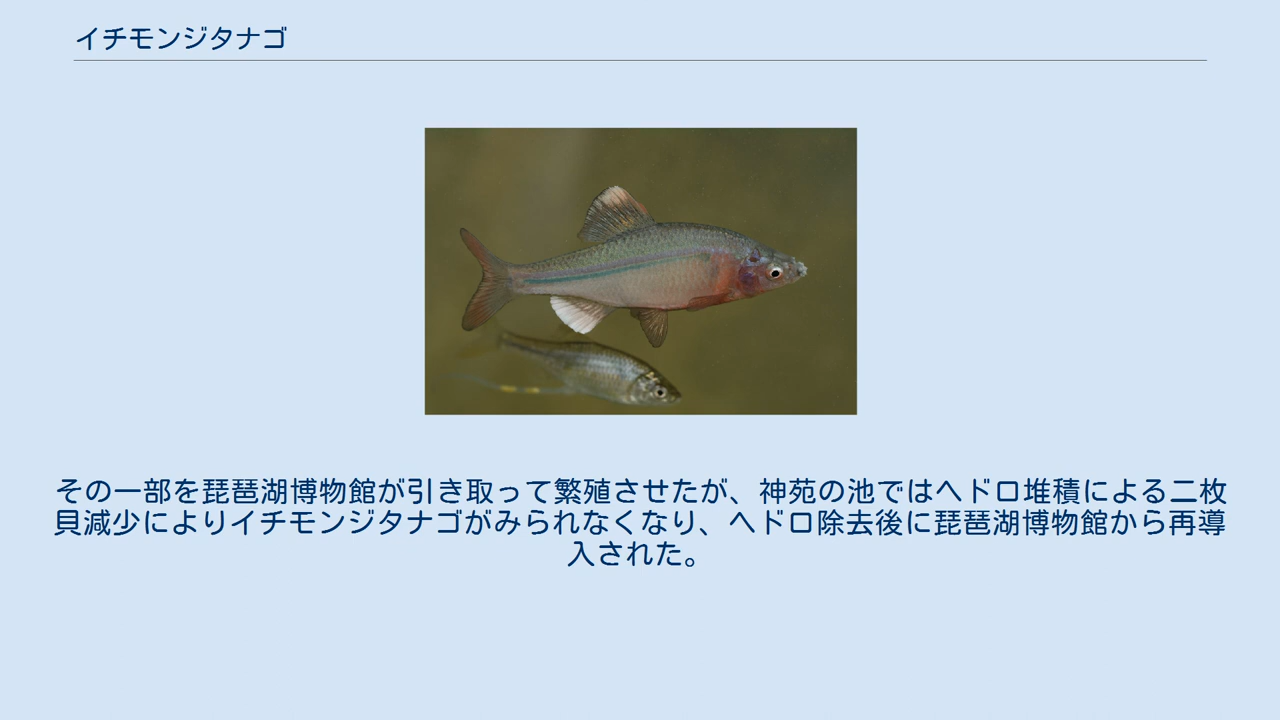 イチモンジタナゴ
その一部を琵琶湖博物館が引き取って繁殖させたが、神苑の池ではヘドロ堆積による二枚
貝減少によりイチモンジタナゴがみられなくなり、ヘドロ除去後に琵琶湖博物館から再導
入された。